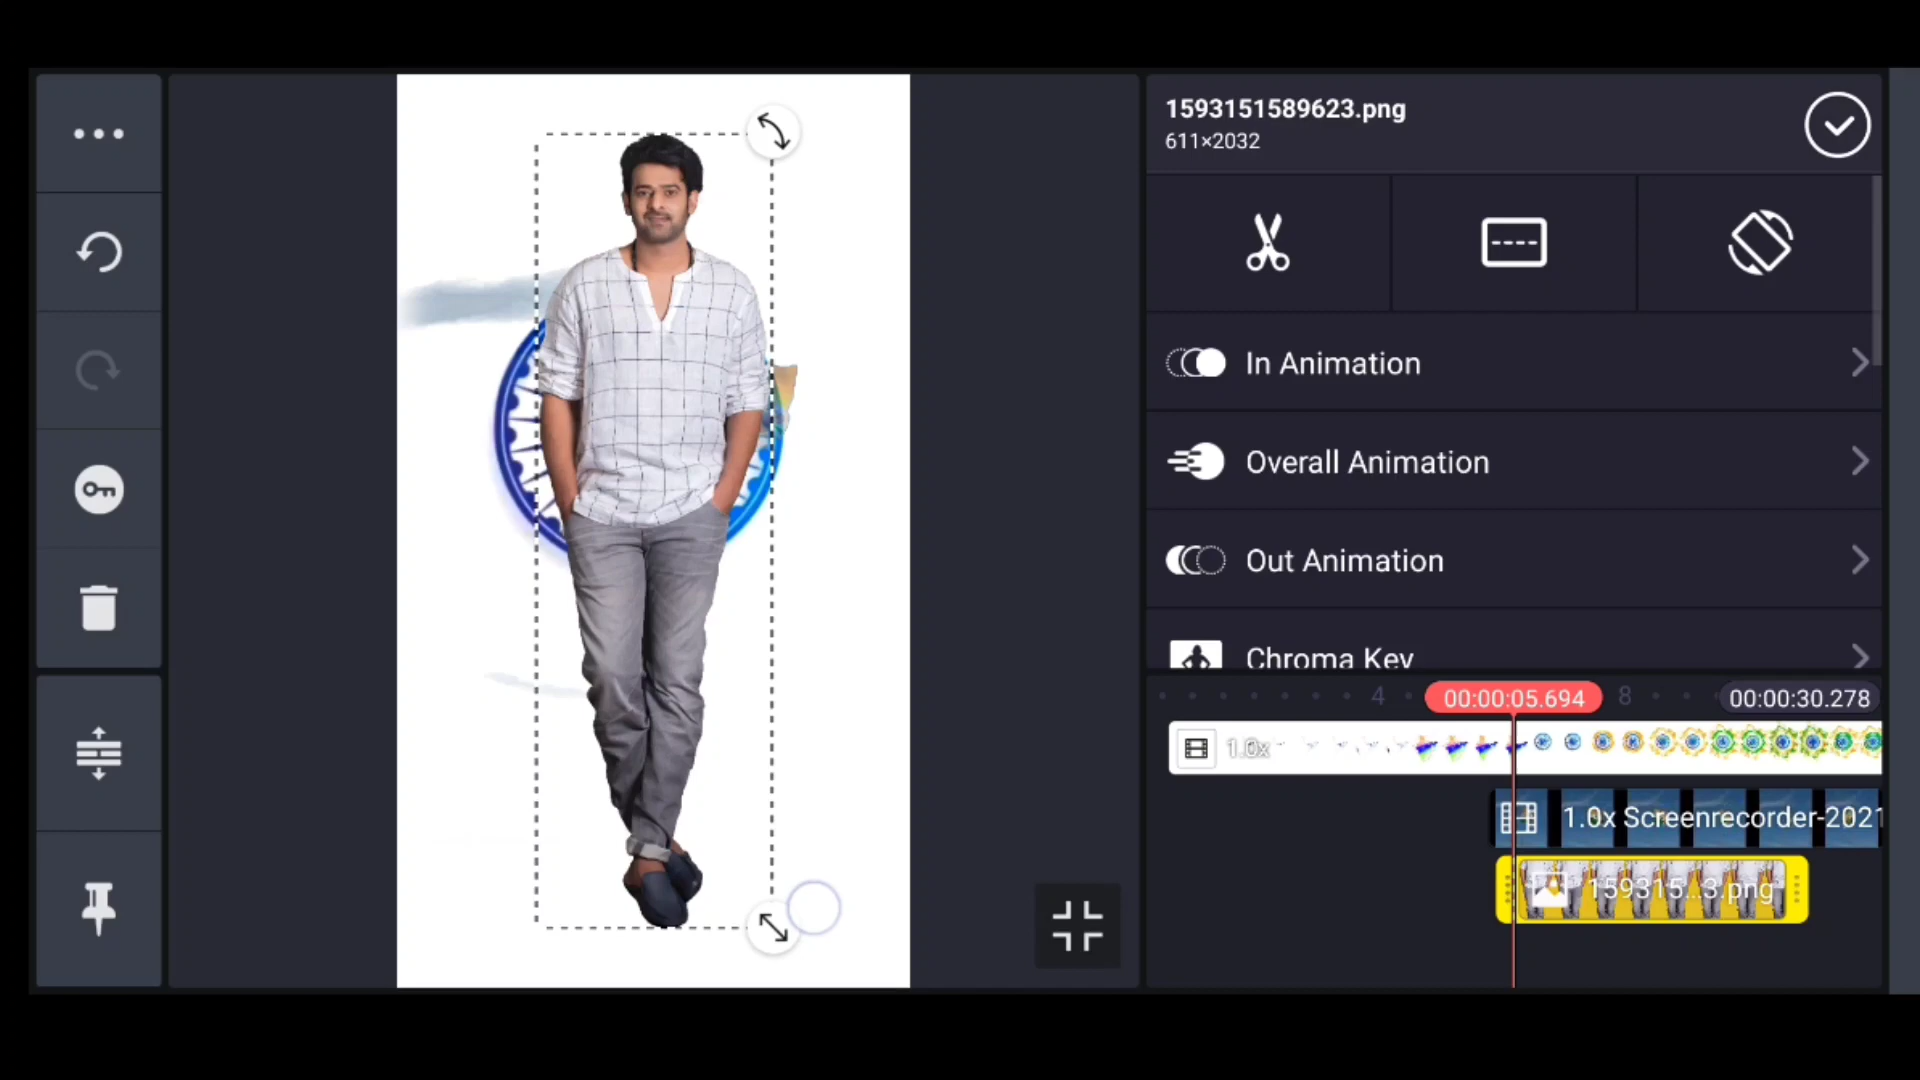 1593151589623.png
611×2032
In Animation
Overall Animation
Out Animation
Chroma Key
4
00:00:05.694
8
00:00:30.278
1.0x
1.0x Screenrecorder-2021
159315...3.png